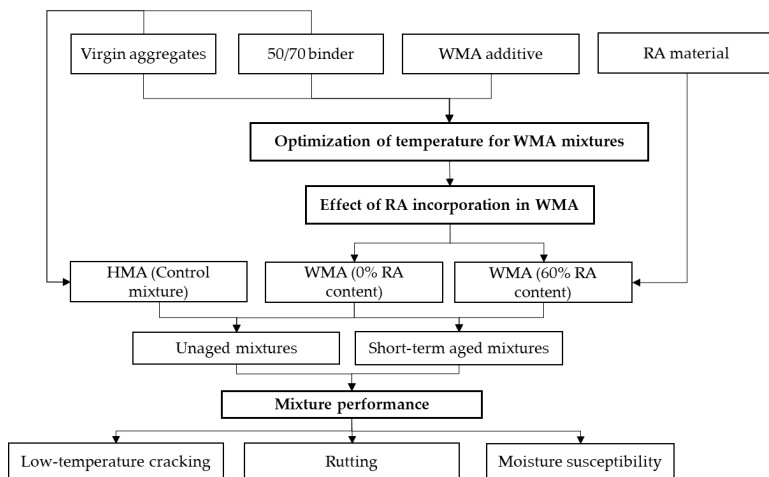 Virgin aggregates
50/70 binder
WMA additive
RA material
Optimization of temperature for WMA mixtures
Effect of RA incorporation in WMA
HMA (Control
mixture)
WMA (0% RA
content)
WMA (60% RA
content)
Unaged mixtures
Short-term aged mixtures
Mixture performance
Low-temperature cracking
Rutting
Moisture susceptibility